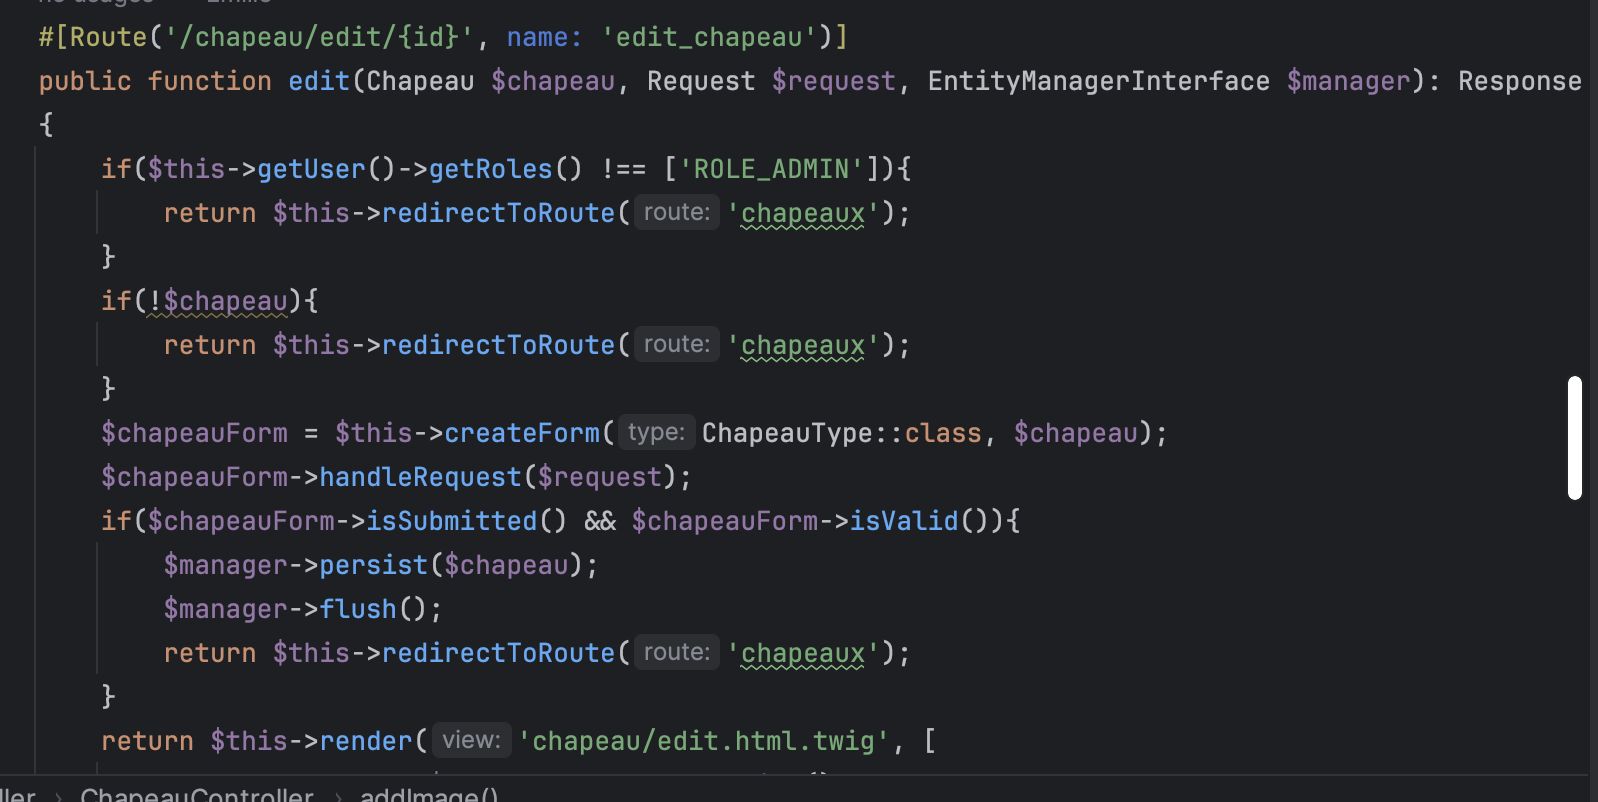 #[Route('/chapeau/edit/{id}', name: 'edit_chapeau')]
public function edit(Chapeau $chapeau, Request $request, EntityManagerInterface $manager): Response
{
if($this->getUser()->getRoles() !== ['ROLE_ADMIN']){
return $this->redirectToRoute( route: 'chapeaux');
}
if(!$chapeau){
return $this->redirectToRoute( route: 'chapeaux');
}
$chapeauForm = $this->createForm( type: ChapeauType::class, $chapeau);
$chapeauForm->handleRequest($request);
if($chapeauForm->isSubmitted() && $chapeauForm->isValid()){
$manager->persist($chapeau);
$manager->flush();
return $this->redirectToRoute( route: 'chapeaux');
}
return $this->render( view: 'chapeau/edit.html.twig', [
ChapeauController › addImage()